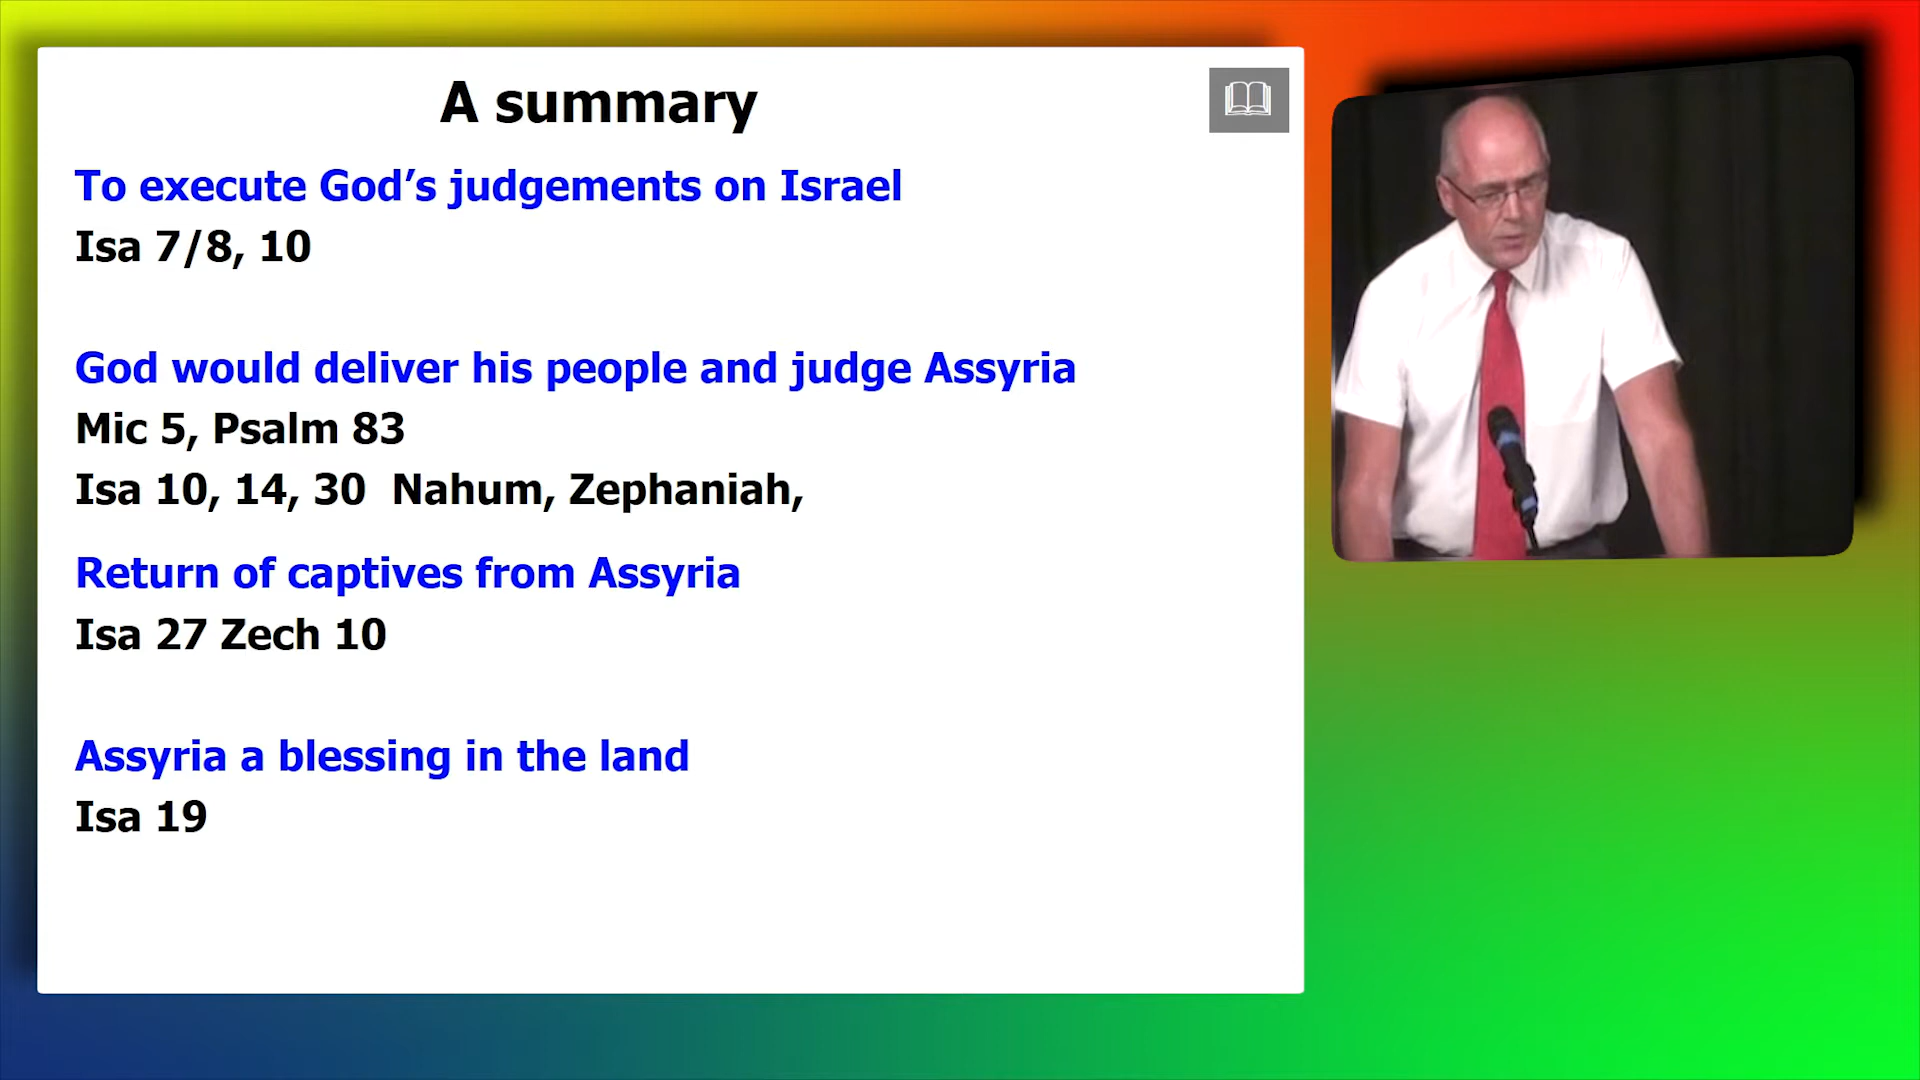 A summary
To execute God’s judgements on Israel
Isa 7/8, 10
God would deliver his people and judge Assyria
Mic 5, Psalm 83
Isa 10, 14, 30  Nahum, Zephaniah,
Return of captives from Assyria
Isa 27 Zech 10
Assyria a blessing in the land
Isa 19